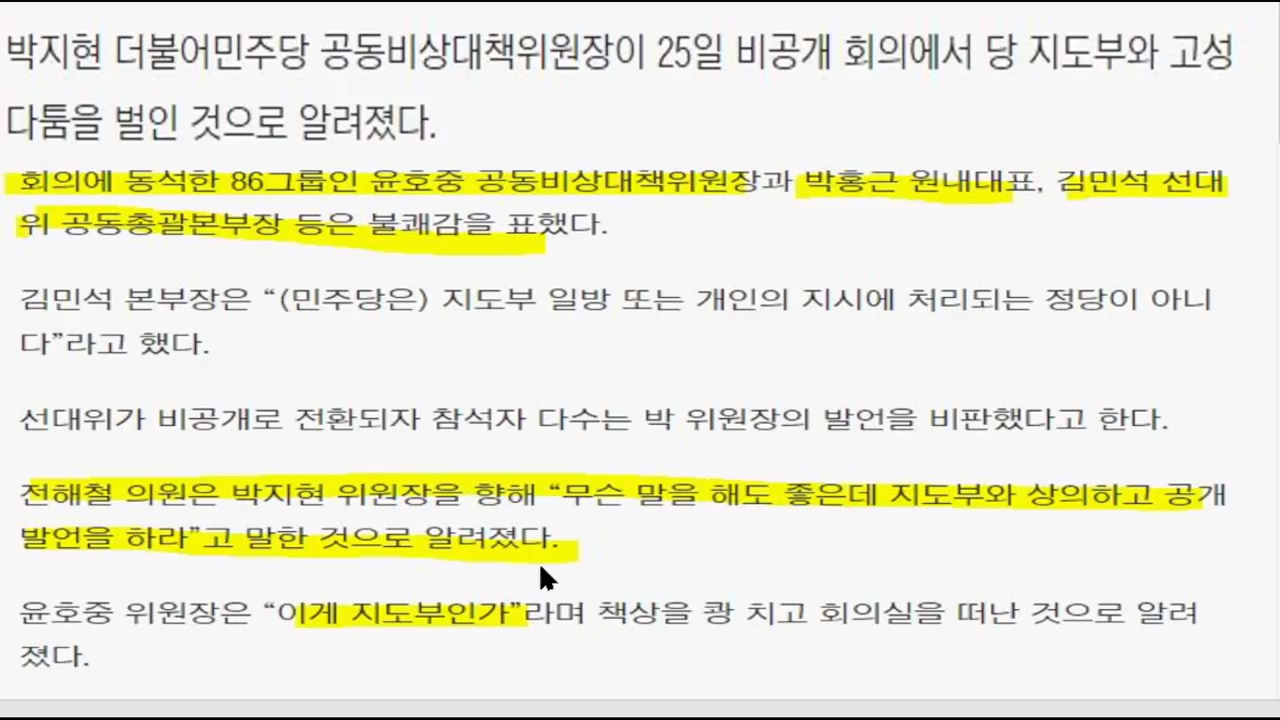 박지현 더불어민주당 공동비상대책위원장이 25일 비공개 회의에서 당 지도부와 고성
다툼을 벌인 것으로 알려졌다.
회의에 동석한 86그룹인 윤호중 공동비상대책위원장과 박홍근 원내대표, 김민석 선대
위 공동총괄본부장 등은 불쾌감을 표했다.
김민석 본부장은 “(민주당은) 지도부 일방 또는 개인의 지시에 처리되는 정당이 아니
다”라고 했다.
선대위가 비공개로 전환되자 참석자 다수는 박 위원장의 발언을 비판했다고 한다.
전해철 의원은 박지현 위원장을 향해 “무슨 말을 해도 좋은데 지도부와 상의하고 공개
발언을 하라”고 말한 것으로 알려졌다.
윤호중 위원장은 “이게 지도부인가”라며 책상을 쾅 치고 회의실을 떠난 것으로 알려
졌다.